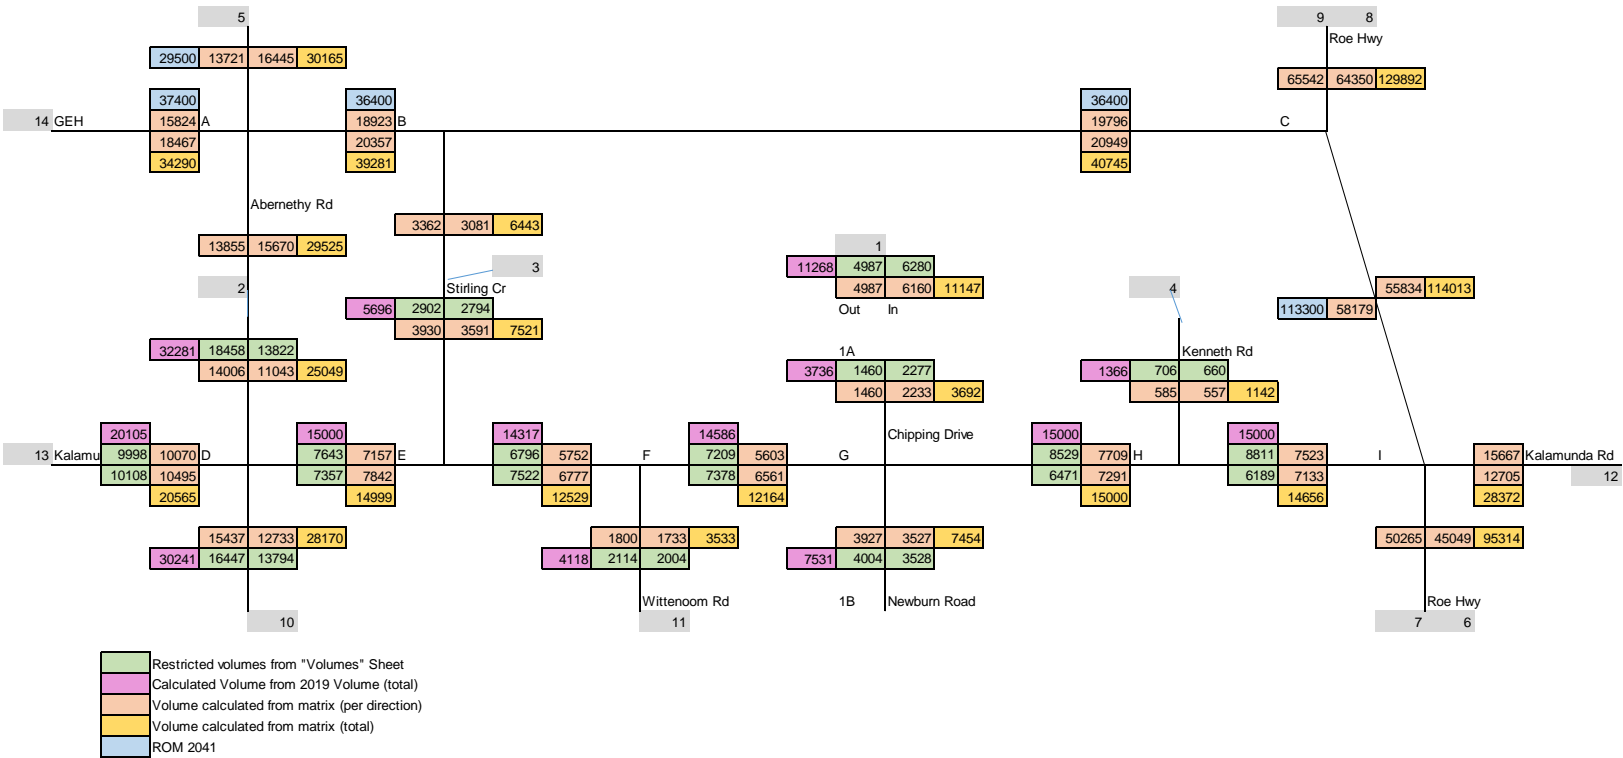 5 9 8
Roe Hwy
29500 13721 16445 30165
65542 64350 129892
37400 36400 36400
14 GEH 15824 A 18923 B 19796 C
18467 20357 20949
34290 39281 40745
Abernethy Rd
3362 3081 6443
13855 15670 29525
1
3 11268 4987 6280
2 Stirling Cr 4987 6160 11147 4 55834 114013
5696 2902 2794 Out In 113300 58179
3930 3591 7521
32281 18458 13822 1A Kenneth Rd
14006 11043 25049 3736 1460 2277 1366 706 660
1460 2233 3692 585 557 1142
20105 15000 14317 14586 Chipping Drive 15000 15000
13 Kalamu 9998 10070 D 7643 7157 E 6796 5752 F 7209 5603 G 8529 7709 H 8811 7523 I 15667 Kalamunda Rd
10108 10495 7357 7842 7522 6777 7378 6561 6471 7291 6189 7133 12705 12
20565 14999 12529 12164 15000 14656 28372
15437 12733 28170 1800 1733 3533 3927 3527 7454 50265 45049 95314
30241 16447 13794 4118 2114 2004 7531 4004 3528
Wittenoom Rd 1B Newburn Road Roe Hwy
10 11 7 6
Restricted volumes from "Volumes" Sheet
Calculated Volume from 2019 Volume (total)
Volume calculated from matrix (per direction)
Volume calculated from matrix (total)
ROM 2041